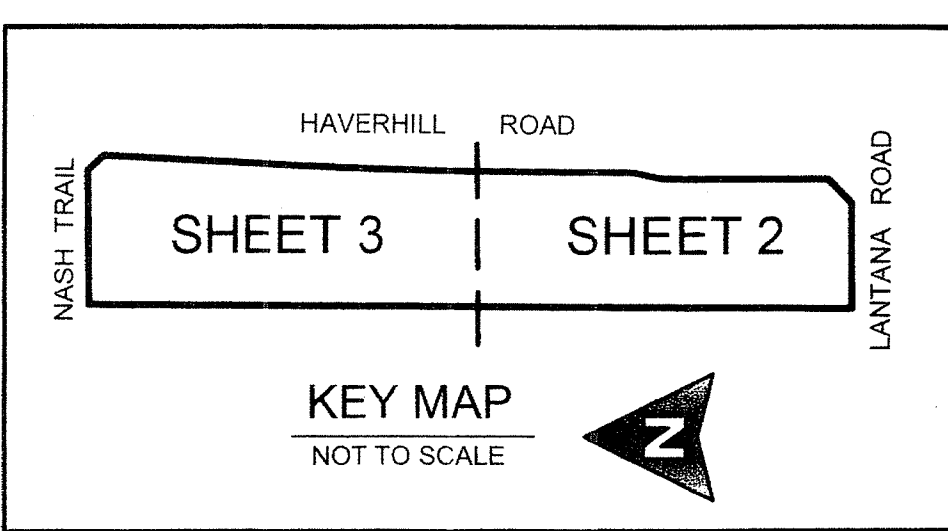 HAVERHILL ROAD
NASH TRAIL
SHEET 3
SHEET 2
LANTANA ROAD
KEY MAP
NOT TO SCALE
N